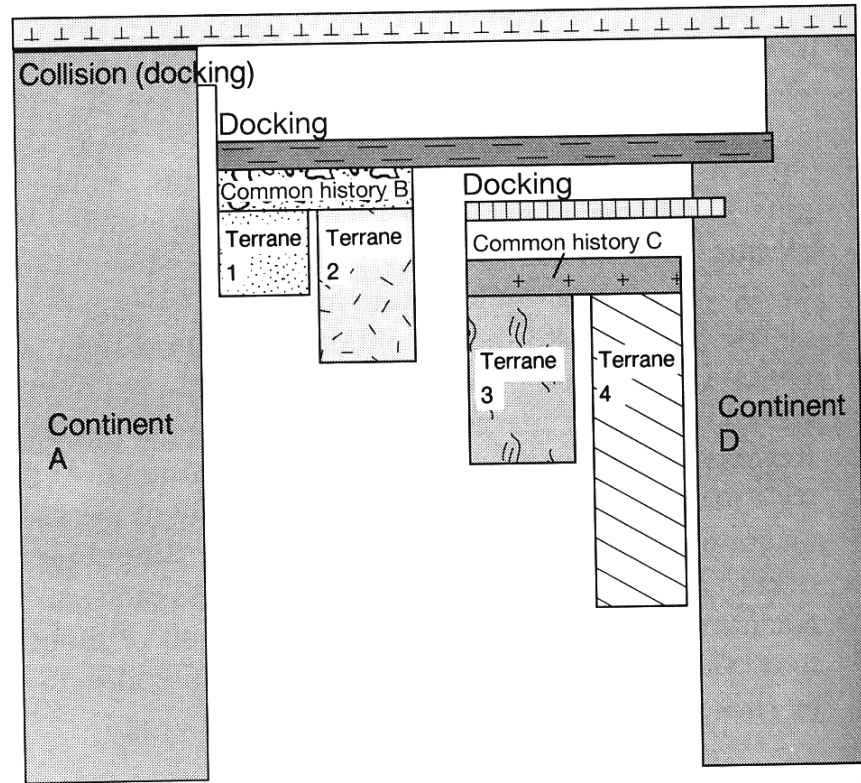 Collision (docking)
Docking
Common history B
Docking
Terrane
1
Terrane
2
Common history C
Terrane
3
Terrane
4
Continent
A
Continent
D